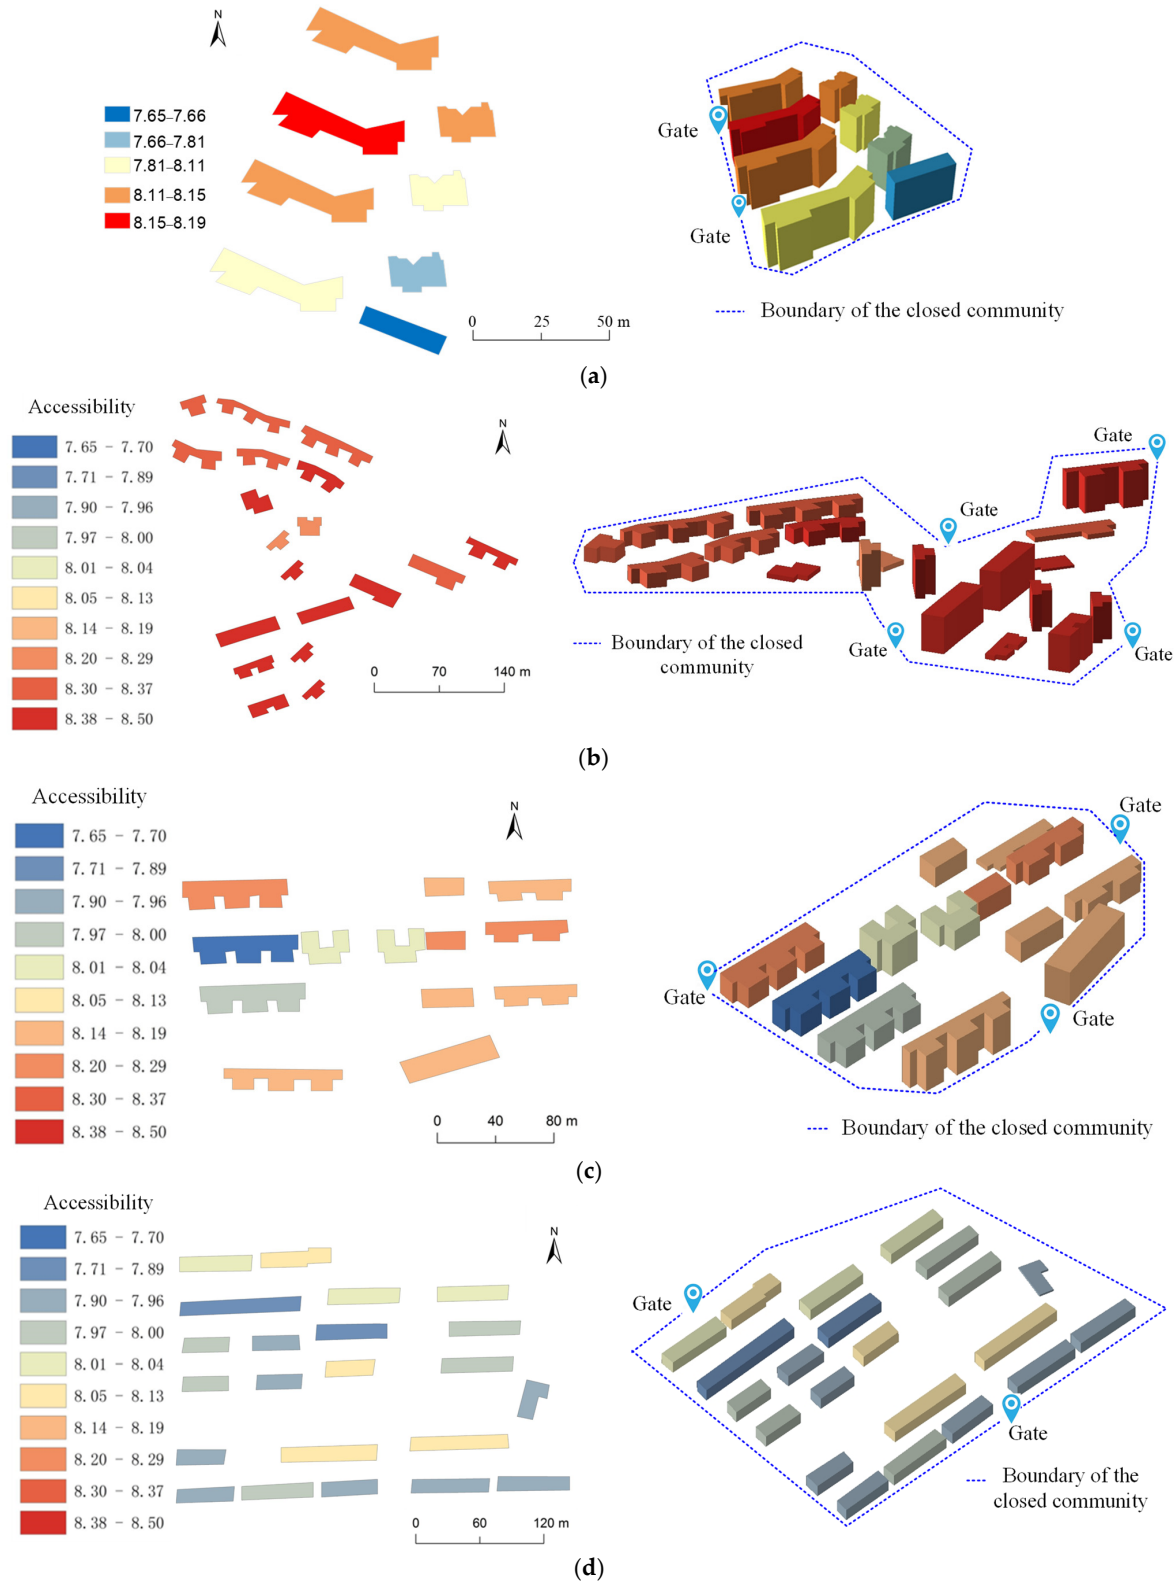 N
7.65–7.66
7.66–7.81
7.81–8.11
8.11–8.15
8.15–8.19
0 25 50 m
Gate
Gate
Boundary of the closed community
(a)
Accessibility
7.65 – 7.70
7.71 – 7.89
7.90 – 7.96
7.97 – 8.00
8.01 – 8.04
8.05 – 8.13
8.14 – 8.19
8.20 – 8.29
8.30 – 8.37
8.38 – 8.50
N
0 70 140 m
Gate
Gate
Gate
Gate
Boundary of the closed
community
(b)
Accessibility
7.65 – 7.70
7.71 – 7.89
7.90 – 7.96
7.97 – 8.00
8.01 – 8.04
8.05 – 8.13
8.14 – 8.19
8.20 – 8.29
8.30 – 8.37
8.38 – 8.50
N
0 40 80 m
Gate
Gate
Gate
Boundary of the closed community
(c)
Accessibility
7.65 – 7.70
7.71 – 7.89
7.90 – 7.96
7.97 – 8.00
8.01 – 8.04
8.05 – 8.13
8.14 – 8.19
8.20 – 8.29
8.30 – 8.37
8.38 – 8.50
N
0 60 120 m
Gate
Gate
Boundary of the
closed community
(d)